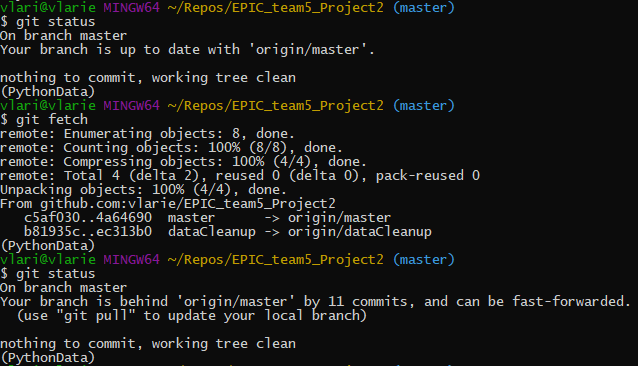 vlari@vlarie MINGW64 ~/Repos/EPIC_team5_Project2 (master)
$ git status
On branch master
Your branch is up to date with 'origin/master'.
nothing to commit, working tree clean
(PythonData)
vlari@vlarie MINGW64 ~/Repos/EPIC_team5_Project2 (master)
$ git fetch
remote: Enumerating objects: 8, done.
remote: Counting objects: 100% (8/8), done.
remote: Compressing objects: 100% (4/4), done.
remote: Total 4 (delta 2), reused 0 (delta 0), pack-reused 0
Unpacking objects: 100% (4/4), done.
From github.com:vlarie/EPIC_team5_Project2
   c5af030..4a64690  master      -> origin/master
   b81935c..ec313b0  dataCleanup -> origin/dataCleanup
(PythonData)
vlari@vlarie MINGW64 ~/Repos/EPIC_team5_Project2 (master)
$ git status
On branch master
Your branch is behind 'origin/master' by 11 commits, and can be fast-forwarded.
  (use "git pull" to update your local branch)
nothing to commit, working tree clean
(PythonData)